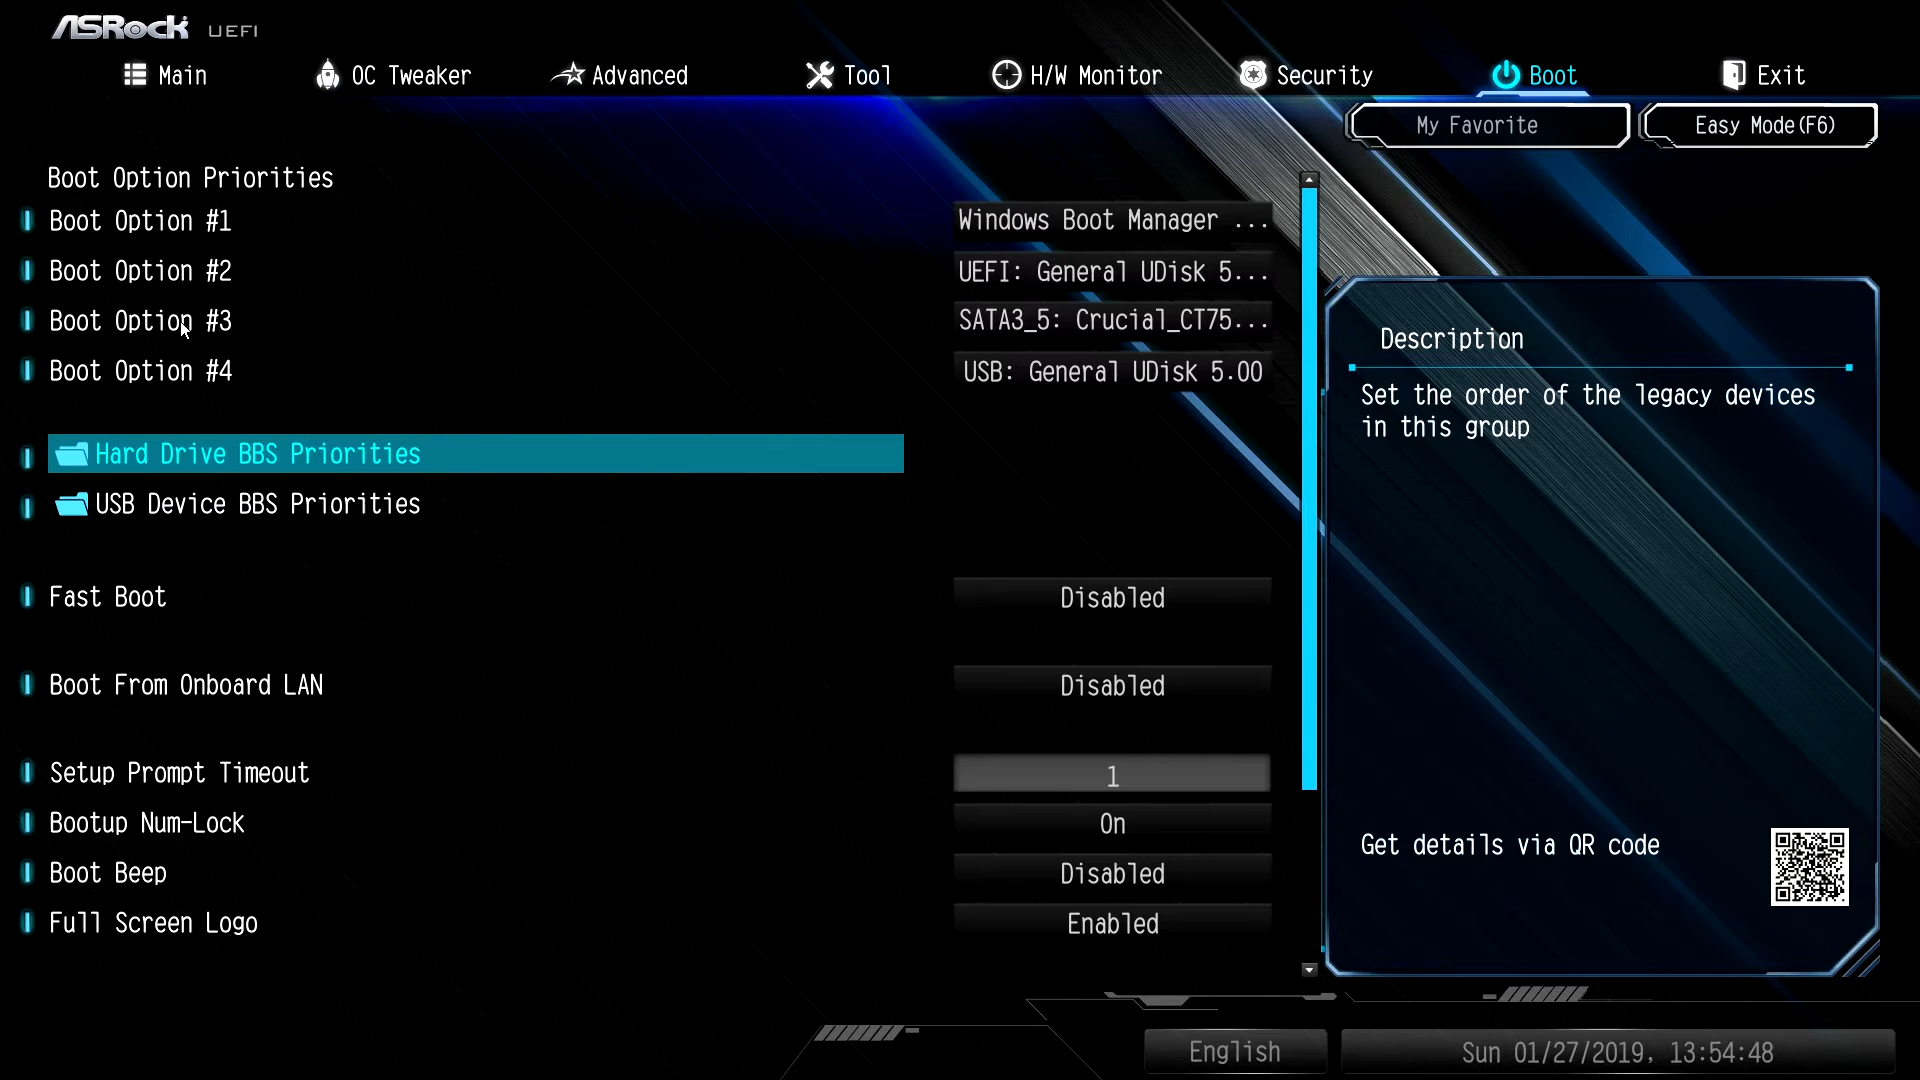 ASRock UEFI
Main
OC Tweaker
Advanced
Tool
H/W Monitor
Security
Boot
Exit
My Favorite
Easy Mode(F6)
Boot Option Priorities
Boot Option #1
Windows Boot Manager ...
Boot Option #2
UEFI: General UDisk 5...
Boot Option #3
SATA3_5: Crucial_CT75...
Boot Option #4
USB: General UDisk 5.00
Hard Drive BBS Priorities
USB Device BBS Priorities
Fast Boot
Disabled
Boot From Onboard LAN
Disabled
Setup Prompt Timeout
1
Bootup Num-Lock
On
Boot Beep
Disabled
Full Screen Logo
Enabled
Description
Set the order of the legacy devices
in this group
Get details via QR code
English
Sun 01/27/2019, 13:54:48